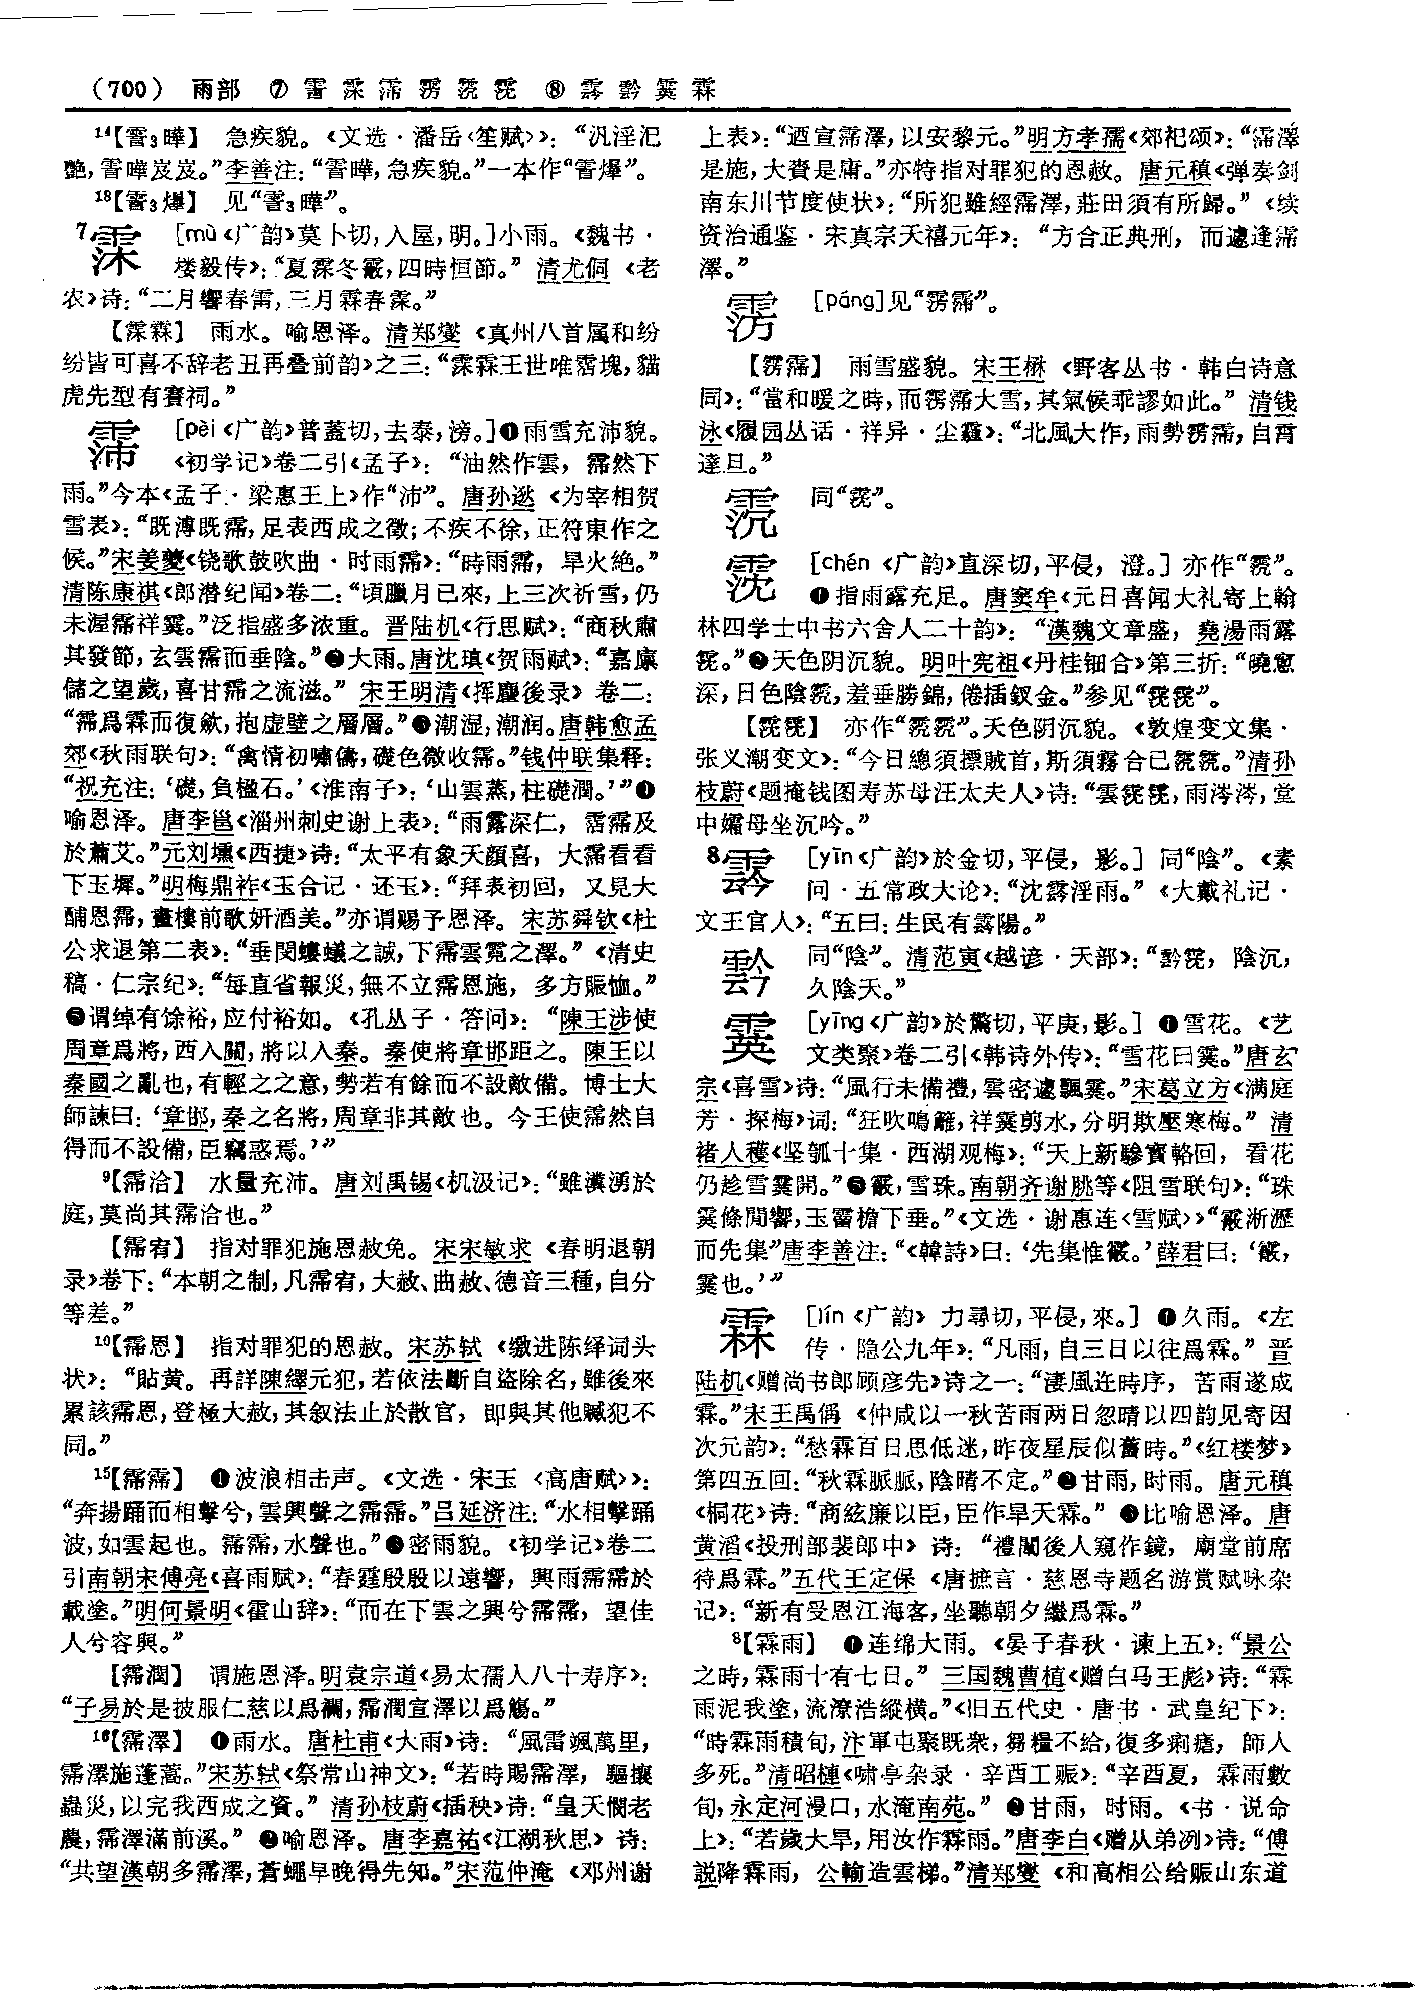 （700） 雨部 ⑦ 霅 霂 霈 雱 霃 ⑧ 霒 霠 霙 霖
14【霅3曄】 急疾貌。《文选·潘岳〈笙赋〉》：“汎淫氾
艷，霅曄岌岌。”李善注：“霅曄，急疾貌。”一本作“霅爆”。
18【霅3爆】 见“霅3曄”。
7霂 [mù《广韵》莫卜切，入屋，明。]小雨。《魏书·
楼毅传》：“夏霂冬霰，四時恒節。” 清尤侗《老
农》诗：“二月響春雷，三月霖春霂。”
【霂霖】 雨水。喻恩泽。清郑燮《真州八首属和纷
纷皆可喜不辞老丑再叠前韵》之三：“霂霖王世唯霑塊，貓
虎先型有賽祠。”
霈 [pèi《广韵》普蓋切，去泰，滂。]❶雨雪充沛貌。
《初学记》卷二引《孟子》：“油然作雲，霈然下
雨。”今本《孟子·梁惠王上》作“沛”。唐孙逖《为宰相贺
雪表》：“既溥既霈，足表西成之徵；不疾不徐，正符東作之
候。”宋姜夔《铙歌鼓吹曲·时雨霈》：“時雨霈，旱火絶。”
清陈康祺《郎潜纪闻》卷二：“頃臘月已來，上三次祈雪，仍
未渥霈祥霙。”泛指盛多浓重。晋陆机《行思赋》：“商秋肅
其發節，玄雲霈而垂陰。”❷大雨。唐沈瑱《贺雨赋》：“嘉廩
儲之望歲，喜甘霈之流滋。” 宋王明清《挥麈後录》卷二：
“霈爲霖而復斂，抱虚壁之層層。”❸潮湿，潮润。唐韩愈孟
郊《秋雨联句》：“禽情初嘯儔，礎色微收霈。”钱仲联集释：
“祝充注：‘礎，負楹石。’《淮南子》：‘山雲蒸，柱礎潤。’”❹
喻恩泽。唐李邕《淄州刺史谢上表》：“雨露深仁，霑霈及
於蕭艾。”元刘壎《西捷》诗：“太平有象天顔喜，大霈看看
下玉墀。”明梅鼎祚《玉合记·还玉》：“拜表初回，又見大
酺恩霈，畫樓前歌妍酒美。”亦谓赐予恩泽。宋苏舜钦《杜
公求退第二表》：“垂閔螻蟻之誠，下霈雲霓之澤。”《清史
稿·仁宗纪》：“每直省報災，無不立霈恩施，多方賑恤。”
❺谓绰有馀裕，应付裕如。《孔丛子·答问》：“陳王涉使
周章爲將，西入關，將以入秦。秦使將章邯距之。陳王以
秦國之亂也，有輕之之意，勢若有餘而不設敵備。博士大
師諫曰：‘章邯，秦之名將，周章非其敵也。今王使霈然自
得而不設備，臣竊惑焉。’”
9【霈洽】 水量充沛。唐刘禹锡《机汲记》：“雖瀵湧於
庭，莫尚其霈洽也。”
【霈宥】 指对罪犯施恩赦免。宋宋敏求《春明退朝
录》卷下：“本朝之制，凡霈宥，大赦、曲赦、德音三種，自分
等差。”
10【霈恩】 指对罪犯的恩赦。宋苏轼《缴进陈绎词头
状》：“貼黄。再詳陳繹元犯，若依法斷自盜除名，雖後來
累該霈恩，登極大赦，其叙法止於散官，即與其他贓犯不
同。”
15【霈霈】 ❶波浪相击声。《文选·宋玉〈高唐赋〉》：
“奔揚踊而相擊兮，雲興聲之霈霈。”吕延济注：“水相擊踊
波，如雲起也。霈霈，水聲也。”❷密雨貌。《初学记》卷二
引南朝宋傅亮《喜雨赋》：“春霆殷殷以遠響，興雨霈霈於
載塗。”明何景明《霍山辞》：“而在下雲之興兮霈霈，望佳
人兮容與。”
【霈潤】 谓施恩泽。明袁宗道《易太孺人八十寿序》：
“子易於是披服仁慈以爲襴，霈潤宣澤以爲觴。”
16【霈澤】 ❶雨水。唐杜甫《大雨》诗：“風雷颯萬里，
霈澤施蓬蒿。”宋苏轼《祭常山神文》：“若時賜霈澤，驅攘
蟲災，以完我西成之資。”清孙枝蔚《插秧》诗：“皇天憫老
農，霈澤滿前溪。”❷喻恩泽。唐李嘉祐《江湖秋思》诗：
“共望漢朝多霈澤，蒼蠅早晚得先知。”宋范仲淹《邓州谢
上表》：“迺宣霈澤，以安黎元。”明方孝孺《郊祀颂》：“霈澤
是施，大賚是庸。”亦特指对罪犯的恩赦。唐元稹《弹奏剑
南东川节度使状》：“所犯雖經霈澤，莊田須有所歸。”《续
资治通鉴·宋真宗天禧元年》：“方合正典刑，而遽逢霈
澤。”
雱 [pāng]见“雱霈”。
【雱霈】 雨雪盛貌。宋王楙《野客丛书·韩白诗意
同》：“當和暖之時，而雱霈大雪，其氣候乖謬如此。”清钱
泳《履园丛话·祥异·尘霾》：“北風大作，雨勢雱霈，自霄
達旦。”
同“霃”。
霃 [chén《广韵》直深切，平侵，澄。]亦作“霃”。
❶指雨露充足。唐窦牟《元日喜闻大礼寄上翰
林四学士中书六舍人二十韵》：“漢魏文章盛，堯湯雨露
霃。”❷天色阴沉貌。明叶宪祖《丹桂钿合》第三折：“曉窻
深，日色陰霃，羞垂勝錦，倦插釵金。”参见“霃霃”。
【霃霃】 亦作“霃霃”。天色阴沉貌。《敦煌变文集·
张义潮变文》：“今日總須摽賊首，斯須霧合已霃霃。”清孙
枝蔚《题掩钱图寿苏母汪太夫人》诗：“雲霃霃，雨涔涔，堂
中孀母坐沉吟。”
8霒 [yīn《广韵》於金切，平侵，影。]同“陰”。《素
问·五常政大论》：“沈霒淫雨。”《大戴礼记·
文王官人》：“五曰：生民有霒陽。”
同“陰”。清范寅《越谚·天部》：“霃，陰沉，
久陰天。”
霙 [yīng《广韵》於驚切，平庚，影。]❶雪花。《艺
文类聚》卷二引《韩诗外传》：“雪花曰霙。”唐玄
宗《喜雪》诗：“風行未備禮，雲密遽飄霙。”宋葛立方《满庭
芳·探梅》词：“狂吹鳴籬，祥霙剪水，分明欺壓寒梅。” 清
褚人穫《坚瓠十集·西湖观梅》：“天上新驂寶輅回，看花
仍趁雪霙開。”❷霰，雪珠。南朝齐谢朓等《阻雪联句》：“珠
霙條間響，玉霤檐下垂。”《文选·谢惠连〈雪赋〉》“霰淅瀝
而先集”唐李善注：“《韓詩》曰：‘先集惟霰。’薛君曰：‘霰，
霙也。’”
霖 [lín《广韵》力尋切，平侵，來。]❶久雨。《左
传·隐公九年》：“凡雨，自三日以往爲霖。”晋
陆机《赠尚书郎顾彦先》诗之一：“淒風迕時序，苦雨遂成
霖。”宋王禹偁《仲咸以一秋苦雨两日忽晴以四韵见寄因
次元韵》：“愁霖百日思低迷，昨夜星辰似舊時。”《红楼梦》
第四五回：“秋霖脈脈，陰晴不定。”❷甘雨，时雨。唐元稹
《桐花》诗：“商絃廉以臣，臣作旱天霖。”❸比喻恩泽。唐
黄滔《投刑部裴郎中》诗：“禮闈後人窺作鏡，廟堂前席
待爲霖。”五代王定保《唐摭言·慈恩寺题名游赏赋咏杂
记》：“新有受恩江海客，坐聽朝夕繼爲霖。”
8【霖雨】 ❶连绵大雨。《晏子春秋·谏上五》：“景公
之時，霖雨十有七日。”三国魏曹植《赠白马王彪》诗：“霖
雨泥我塗，流潦浩縱横。”《旧五代史·唐书·武皇纪下》：
“時霖雨積旬，汴軍屯聚既衆，芻糧不給，復多痢瘧，師人
多死。”清昭槤《啸亭杂录·辛酉工赈》：“辛酉夏，霖雨數
旬，永定河漫口，水淹南苑。”❷甘雨，时雨。《书·说命
上》：“若歲大旱，用汝作霖雨。”唐李白《赠从弟冽》诗：“傅
説降霖雨，公輸造雲梯。”清郑燮《和高相公给赈山东道